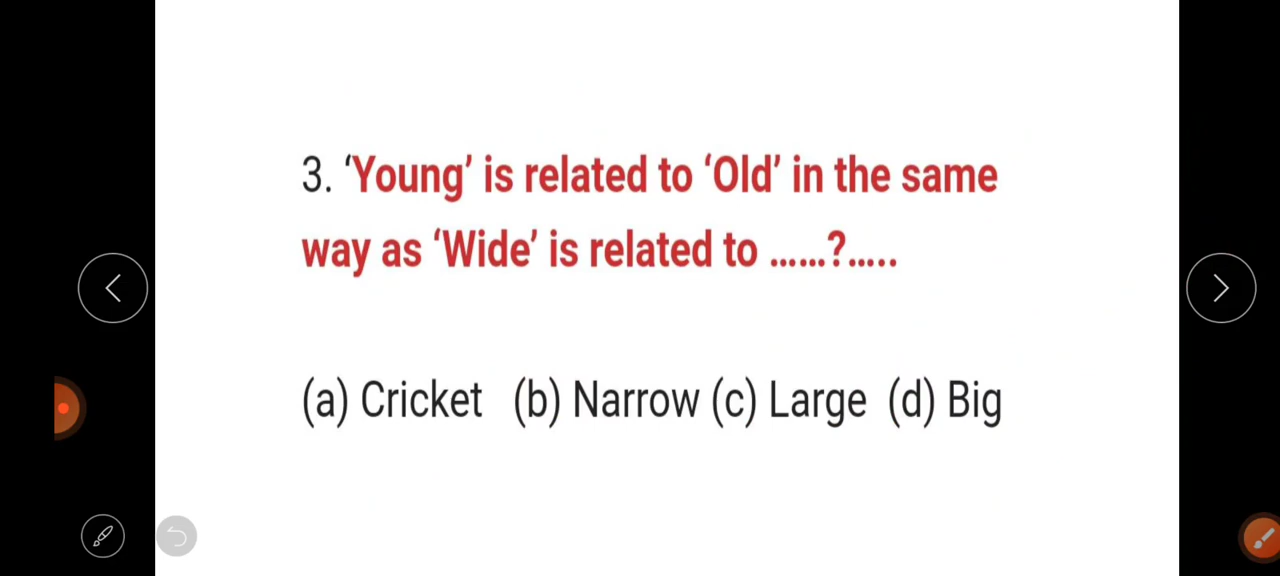 3. ‘Young’ is related to ‘Old’ in the same
way as ‘Wide’ is related to ......?.....
(a) Cricket (b) Narrow (c) Large (d) Big